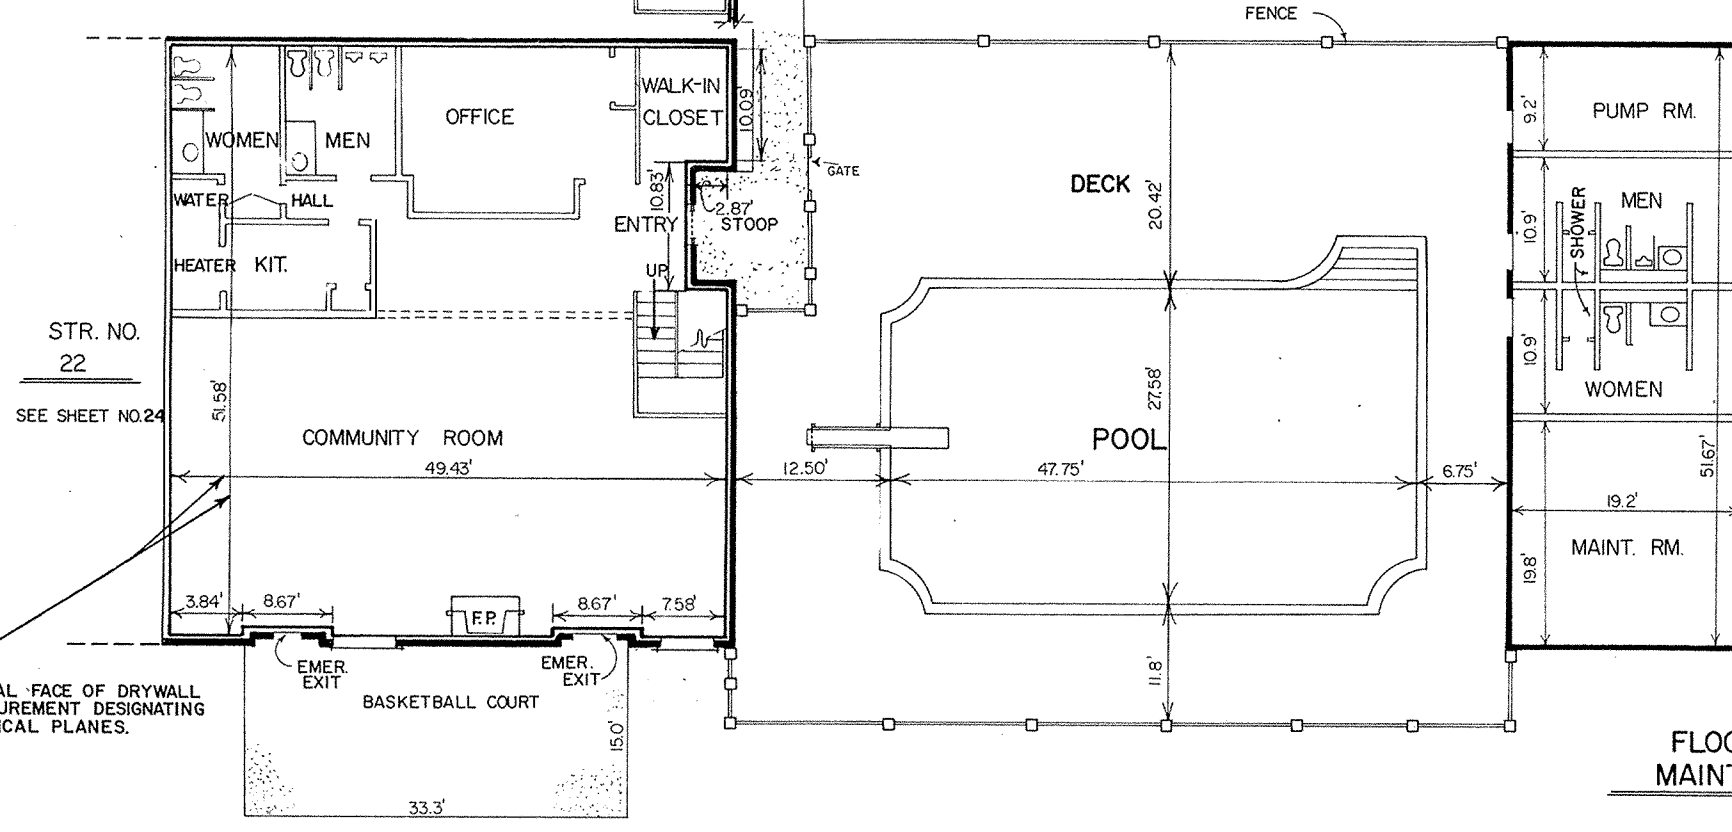 FENCE
WALK-IN
CLOSET
10.09'
OFFICE
WOMEN
MEN
9.2'
PUMP RM.
GATE
DECK
20.42'
WATER
HALL
10.83'
2.87'
ENTRY
STOOP
10.9'
SHOWER
MEN
HEATER
KIT.
UP
STR. NO.
22
SEE SHEET NO.24
51.58'
27.58'
10.9'
WOMEN
COMMUNITY ROOM
POOL
49.43'
12.50'
47.75'
6.75'
51.67'
19.2'
MAINT. RM.
19.8'
3.84'
8.67'
F.P.
8.67'
7.58'
EMER.
EXIT
EMER.
EXIT
11.8'
AL FACE OF DRYWALL
UREMENT DESIGNATING
ICAL PLANES.
BASKETBALL COURT
15.0'
33.3'
FLOO
MAINT